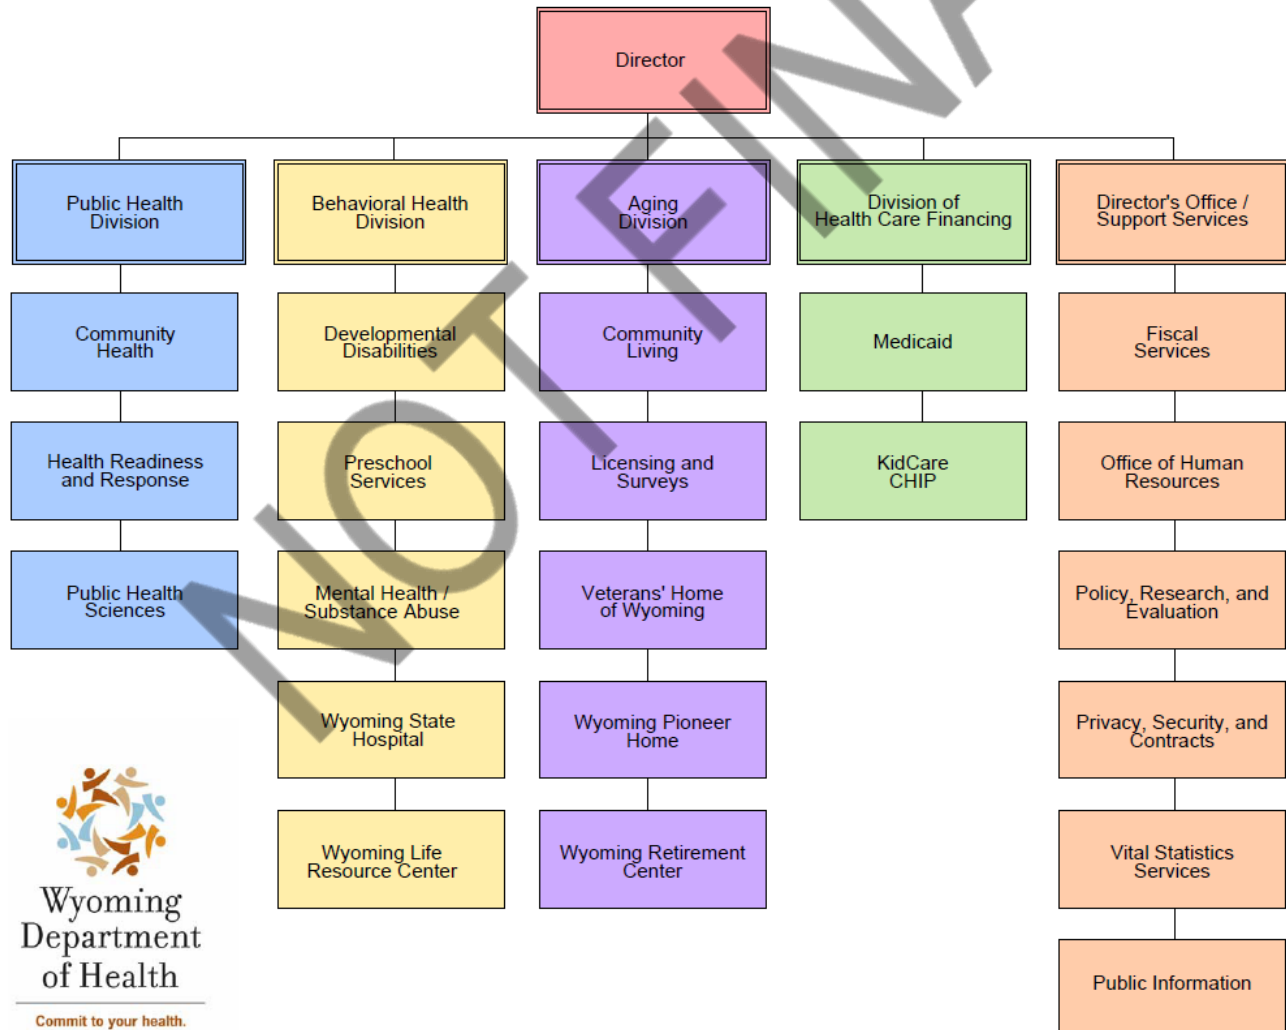 Director
Public Health
Division
Behavioral Health
Division
Aging
Division
Division of
Health Care Financing
Director's Office /
Support Services
Community
Health
Developmental
Disabilities
Community
Living
Medicaid
Fiscal
Services
Health Readiness
and Response
Preschool
Services
Licensing and
Surveys
KidCare
CHIP
Office of Human
Resources
Public Health
Sciences
Mental Health /
Substance Abuse
Veterans' Home
of Wyoming
Policy, Research, and
Evaluation
Wyoming State
Hospital
Wyoming Pioneer
Home
Privacy, Security, and
Contracts
Wyoming Life
Resource Center
Wyoming Retirement
Center
Vital Statistics
Services
Public Information
Wyoming
Department
of Health
Commit to your health.
NOT FINA